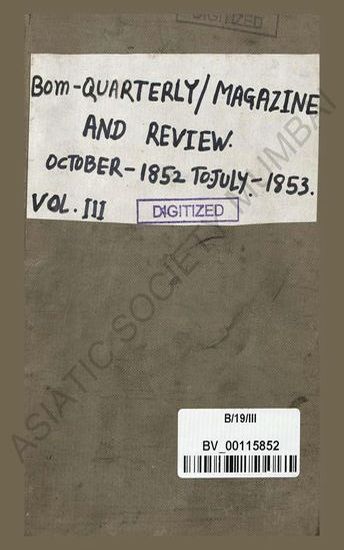 DIGITIZED
Bom-QUARTERLY/MAGAZINE
AND REVIEW.
OCTOBER-1852 TO JULY-1853.
VOL. III
DIGITIZED
ASIATIC SOCIETY MUMBAI
B/19/III
BV_00115852